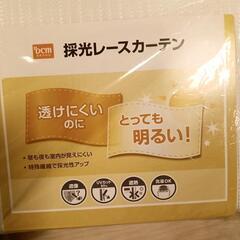 bcm
採光レースカーテン
透けにくい
のに
とっても
明るい!
・昼も夜も室内が見えにくい
・特殊繊維で採光性アップ
遮像
UVカット
遮熱
洗濯OK